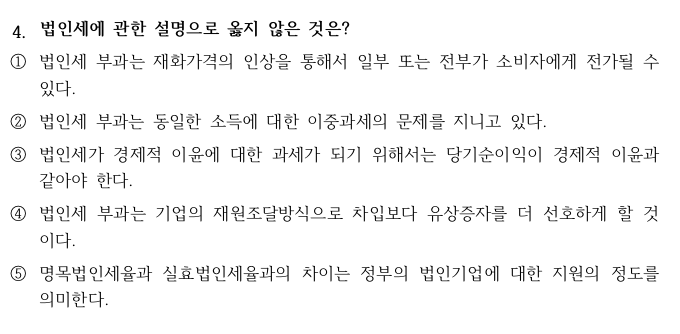 4. 법인세에 관한 설명으로 옳지 않은 것은?
① 법인세 부과는 재화가격의 인상을 통해서 일부 또는 전부가 소비자에게 전가될 수
있다.
② 법인세 부과는 동일한 소득에 대한 이중과세의 문제를 지니고 있다.
③ 법인세가 경제적 이윤에 대한 과세가 되기 위해서는 당기순이익이 경제적 이윤과
같아야 한다.
④ 법인세 부과는 기업의 재원조달방식으로 차입보다 유상증자를 더 선호하게 할 것
이다.
⑤ 명목법인세율과 실효법인세율과의 차이는 정부의 법인기업에 대한 지원의 정도를
의미한다.